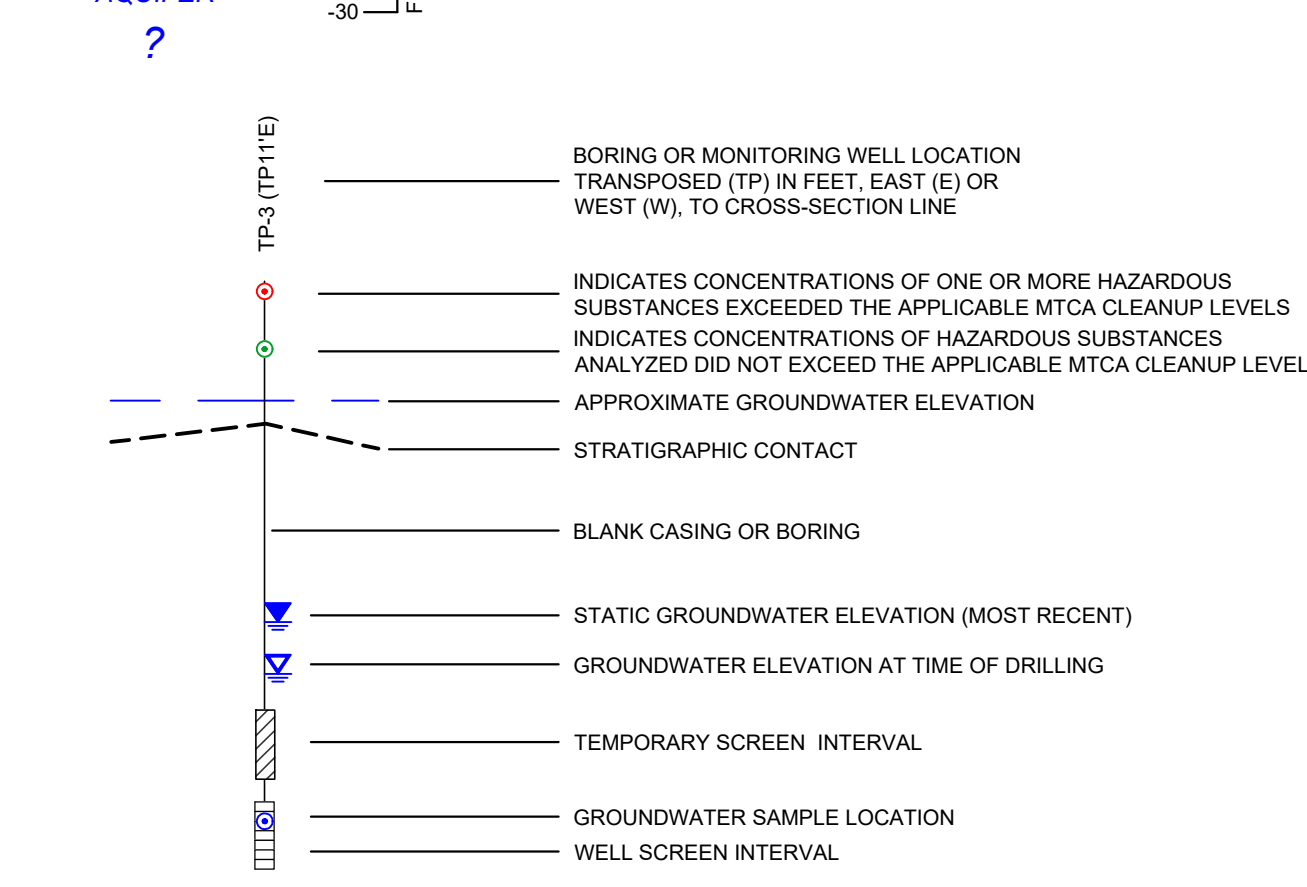 -30
?
TP-3 (TP11'E)
BORING OR MONITORING WELL LOCATION
TRANSPOSED (TP) IN FEET, EAST (E) OR
WEST (W), TO CROSS-SECTION LINE
INDICATES CONCENTRATIONS OF ONE OR MORE HAZARDOUS
SUBSTANCES EXCEEDED THE APPLICABLE MTCA CLEANUP LEVELS
INDICATES CONCENTRATIONS OF HAZARDOUS SUBSTANCES
ANALYZED DID NOT EXCEED THE APPLICABLE MTCA CLEANUP LEVEL
APPROXIMATE GROUNDWATER ELEVATION
STRATIGRAPHIC CONTACT
BLANK CASING OR BORING
STATIC GROUNDWATER ELEVATION (MOST RECENT)
GROUNDWATER ELEVATION AT TIME OF DRILLING
TEMPORARY SCREEN INTERVAL
GROUNDWATER SAMPLE LOCATION
WELL SCREEN INTERVAL